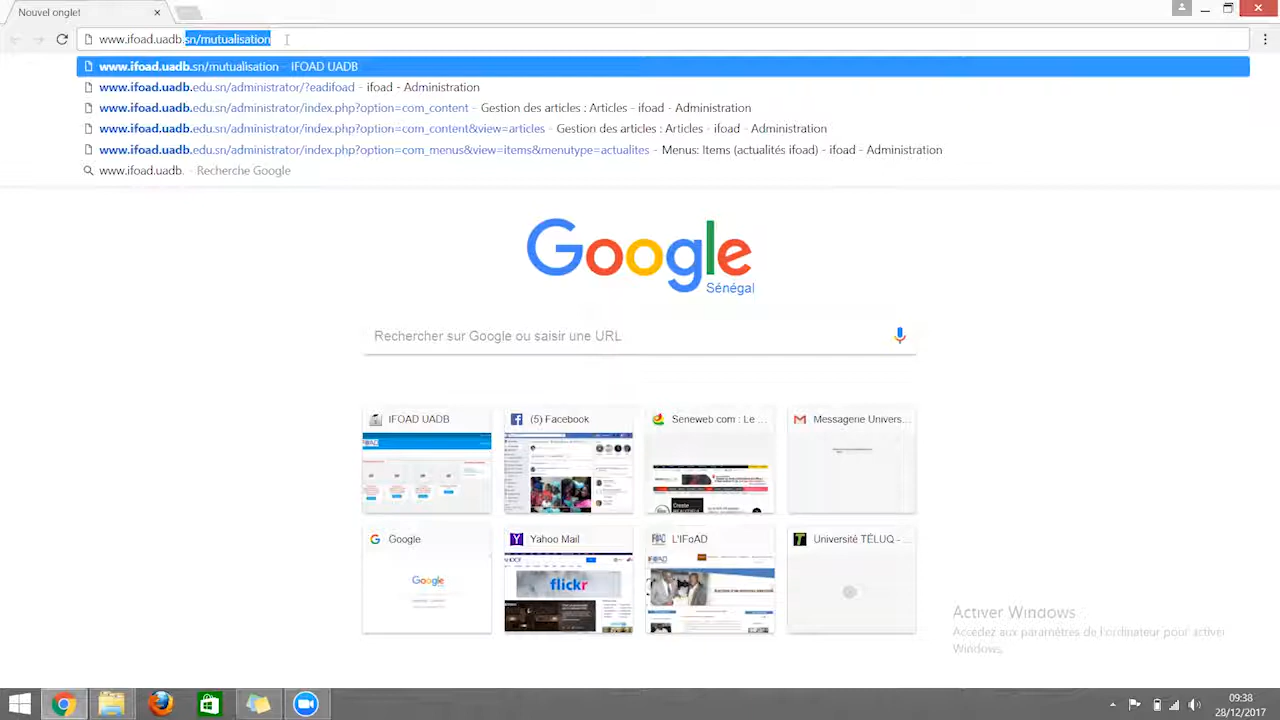 Nouvel onglet
www.ifoad.uadb.sn/mutualisation
www.ifoad.uadb.sn/mutualisation - IFOAD UADB
www.ifoad.uadb.edu.sn/administrator/?eadifoad - ifoad - Administration
www.ifoad.uadb.edu.sn/administrator/index.php?option=com_content - Gestion des articles : Articles - ifoad - Administration
www.ifoad.uadb.edu.sn/administrator/index.php?option=com_content&view=articles - Gestion des articles : Articles - ifoad - Administration
www.ifoad.uadb.edu.sn/administrator/index.php?option=com_menus&view=items&menutype=actualites - Menus: Items (actualités ifoad) - ifoad - Administration
www.ifoad.uadb. - Recherche Google
Google
Sénégal
Rechercher sur Google ou saisir une URL
IFOAD UADB
(5) Facebook
Seneweb com : Le ...
Messagerie Univers...
Google
Yahoo Mail
L'IFoAD
Université TÉLUQ - ...
Google
flickr
Activer Windows
Accédez aux paramètres de l'ordinateur pour activer
Windows.
09:38
28/12/2017